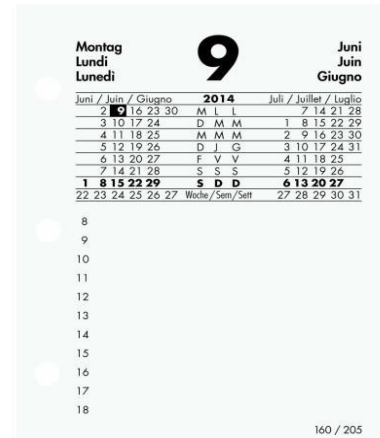 Montag
Lundi
Lunedì
9
Juni
Juin
Giugno
Juni / Juin / Giugno 2014 Juli / Juillet / Luglio
2 9 16 23 30 M L L 7 14 21 28
3 10 17 24 D M M 1 8 15 22 29
4 11 18 25 M M M 2 9 16 23 30
5 12 19 26 D J G 3 10 17 24 31
6 13 20 27 F V V 4 11 18 25
7 14 21 28 S S S 5 12 19 26
1 8 15 22 29 S D D 6 13 20 27
22 23 24 25 26 27 Woche/Sem/Sett 27 28 29 30 31
8
9
10
11
12
13
14
15
16
17
18
160 / 205